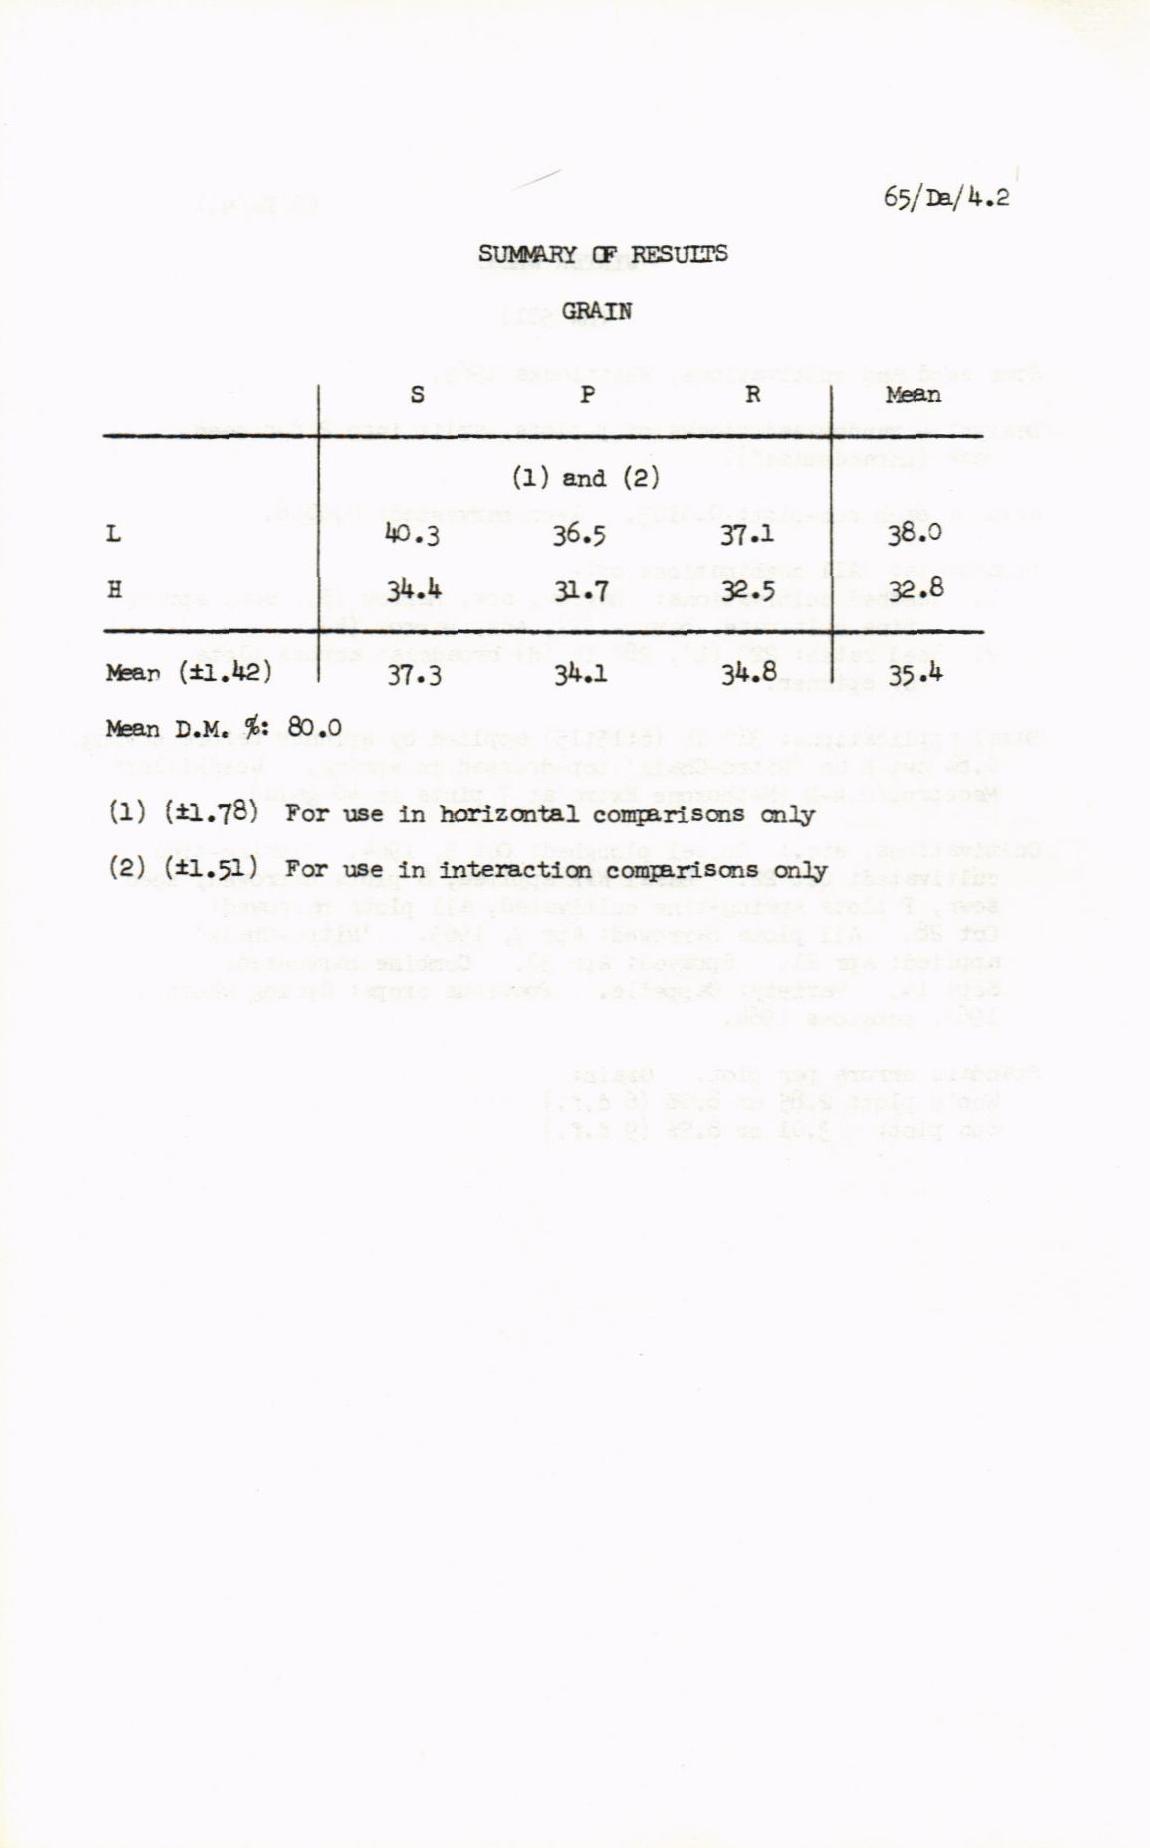 65/Da/4.2
SUMMARY OF RESULTS
GRAIN
S P R Mean
(1) and (2)
L 40.3 36.5 37.1 38.0
H 34.4 31.7 32.5 32.8
Mean (±1.42) 37.3 34.1 34.8 35.4
Mean D.M. %: 80.0
(1) (±1.78) For use in horizontal comparisons only
(2) (±1.51) For use in interaction comparisons only